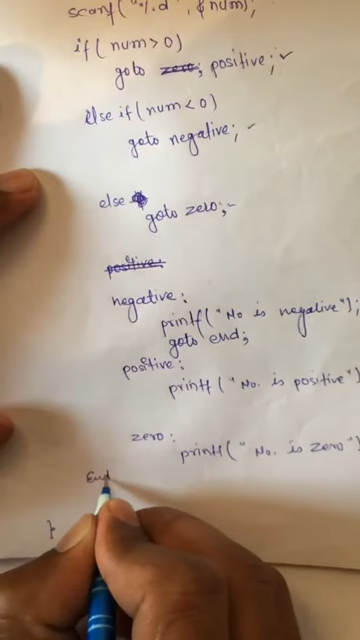 scanf("%d", &num);
if(num>0)
goto zero; positive;
else if(num<0)
goto negative;
else
goto zero;
positive:
negative:
printf("No is negative");
goto end;
positive:
printf("No. is positive")
zero:
printf("No. is zero")
End
}